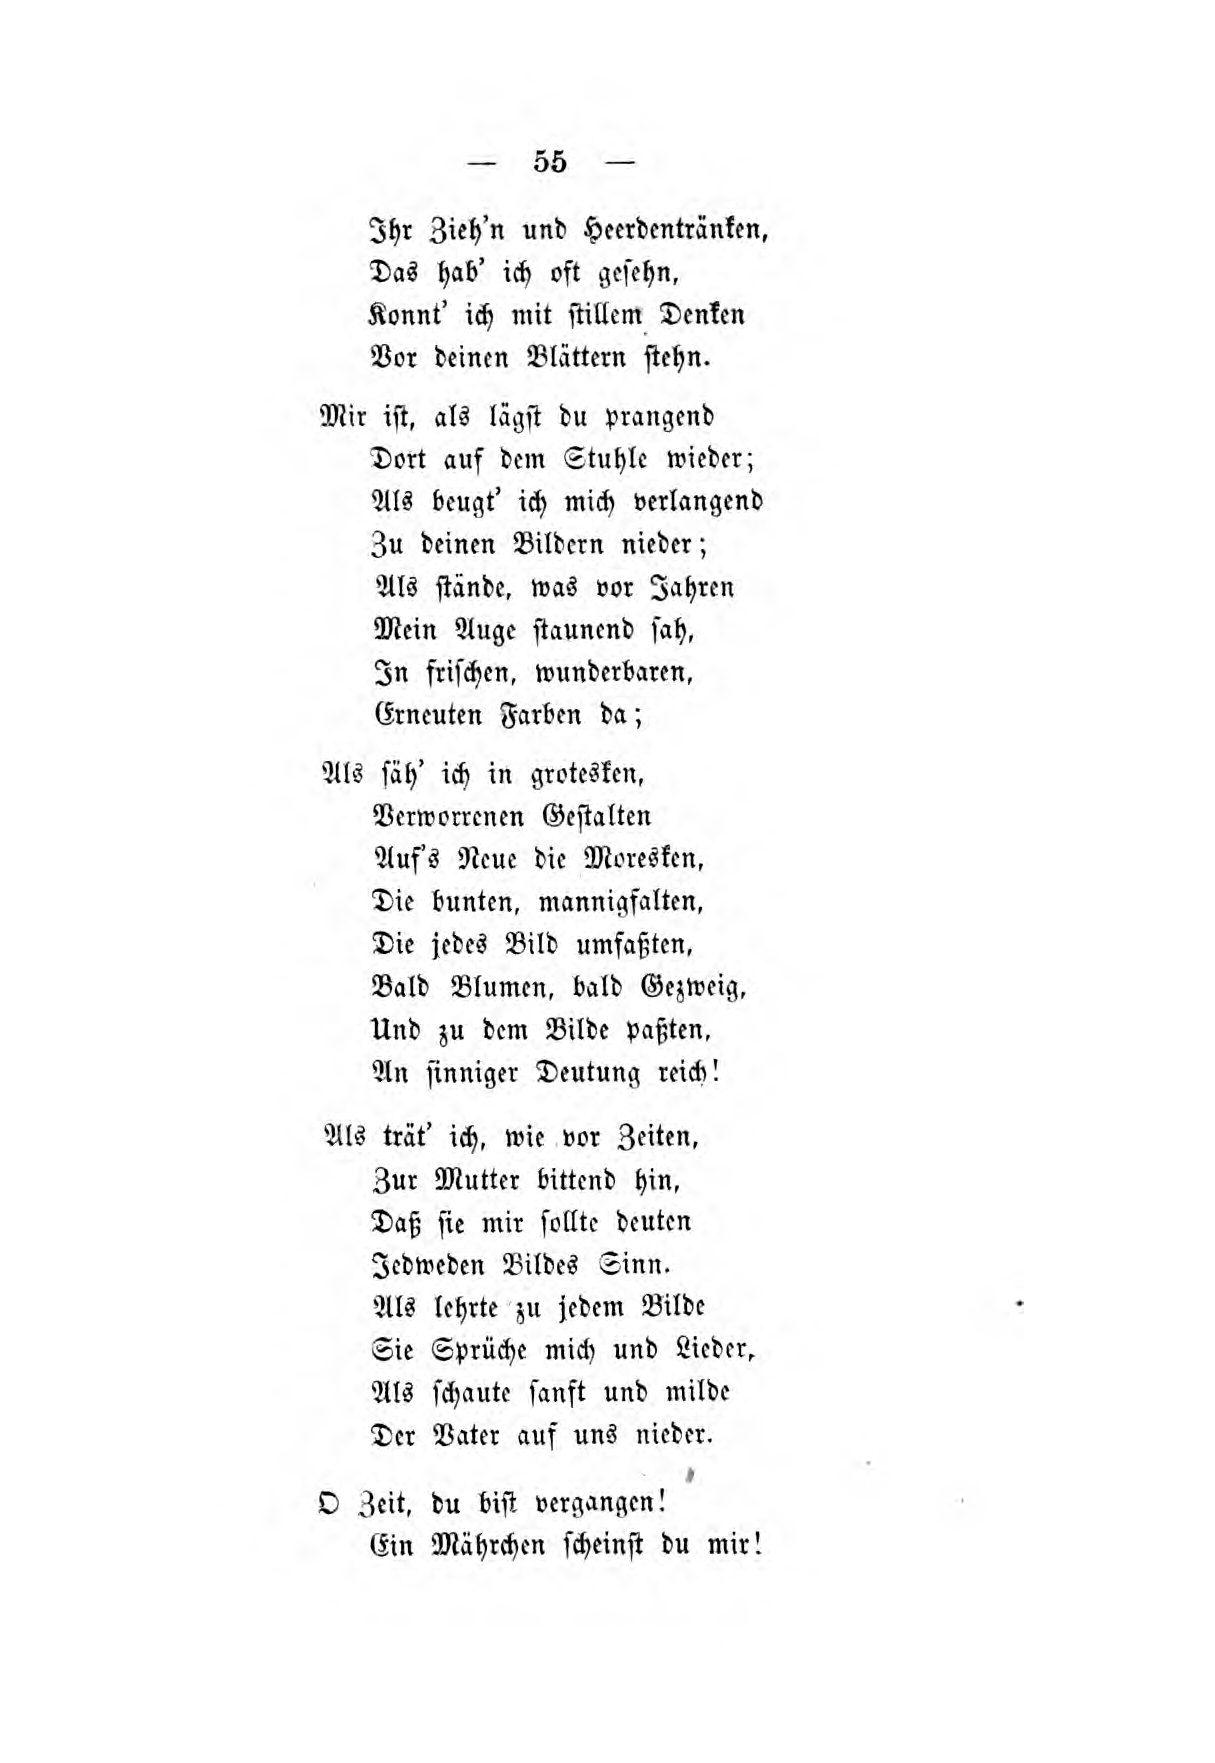 — 55 —
Ihr Zieh'n und Heerdentränken,
Das hab' ich oft gesehn,
Konnt' ich mit stillem Denken
Vor deinen Blättern stehn.
Mir ist, als lägst du prangend
Dort auf dem Stuhle wieder;
Als beugt' ich mich verlangend
Zu deinen Bildern nieder;
Als stände, was vor Jahren
Mein Auge staunend sah,
In frischen, wunderbaren,
Erneuten Farben da;
Als säh' ich in grotesken,
Verworrenen Gestalten
Auf's Neue die Moresken,
Die bunten, mannigfalten,
Die jedes Bild umfaßten,
Bald Blumen, bald Gezweig,
Und zu dem Bilde paßten,
An sinniger Deutung reich!
Als trät' ich, wie vor Zeiten,
Zur Mutter bittend hin,
Daß sie mir sollte deuten
Jedweden Bildes Sinn.
Als lehrte zu jedem Bilde
Sie Sprüche mich und Lieder,
Als schaute sanft und milde
Der Vater auf uns nieder.
O Zeit, du bist vergangen!
Ein Mährchen scheinst du mir!